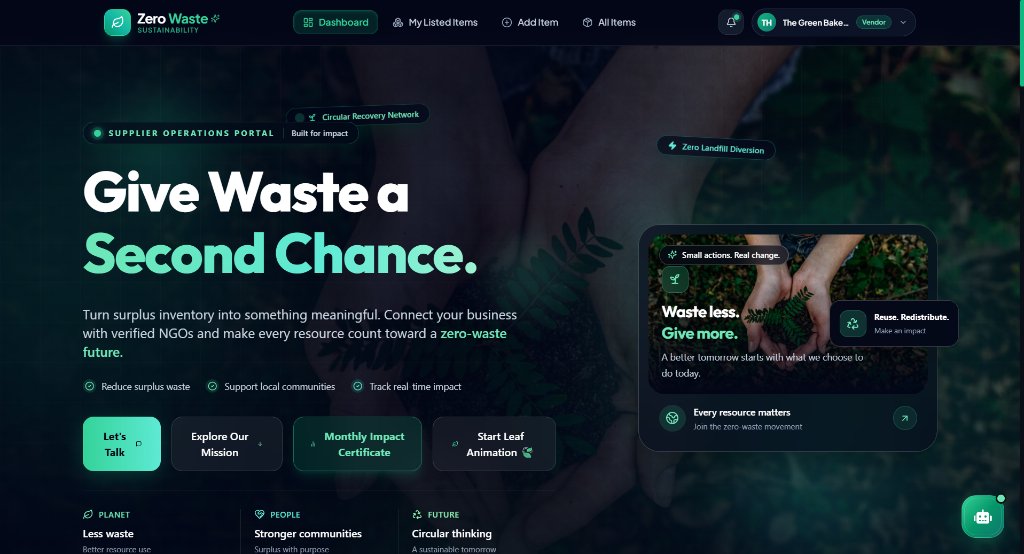 Zero Waste
SUSTAINABILITY
Dashboard
My Listed Items
Add Item
All Items
TH
The Green Bake...
Vendor
Circular Recovery Network
SUPPLIER OPERATIONS PORTAL
Built for impact
Zero Landfill Diversion
Give Waste a
Second Chance.
Turn surplus inventory into something meaningful. Connect your business
with verified NGOs and make every resource count toward a zero-waste
future.
Reduce surplus waste
Support local communities
Track real-time impact
Let's
Talk
Explore Our
Mission
Monthly Impact
Certificate
Start Leaf
Animation
Small actions. Real change.
Waste less.
Give more.
A better tomorrow starts with what we choose to
do today.
Reuse. Redistribute.
Make an impact
Every resource matters
Join the zero-waste movement
PLANET
Less waste
Better resource use
PEOPLE
Stronger communities
Surplus with purpose
FUTURE
Circular thinking
A sustainable tomorrow